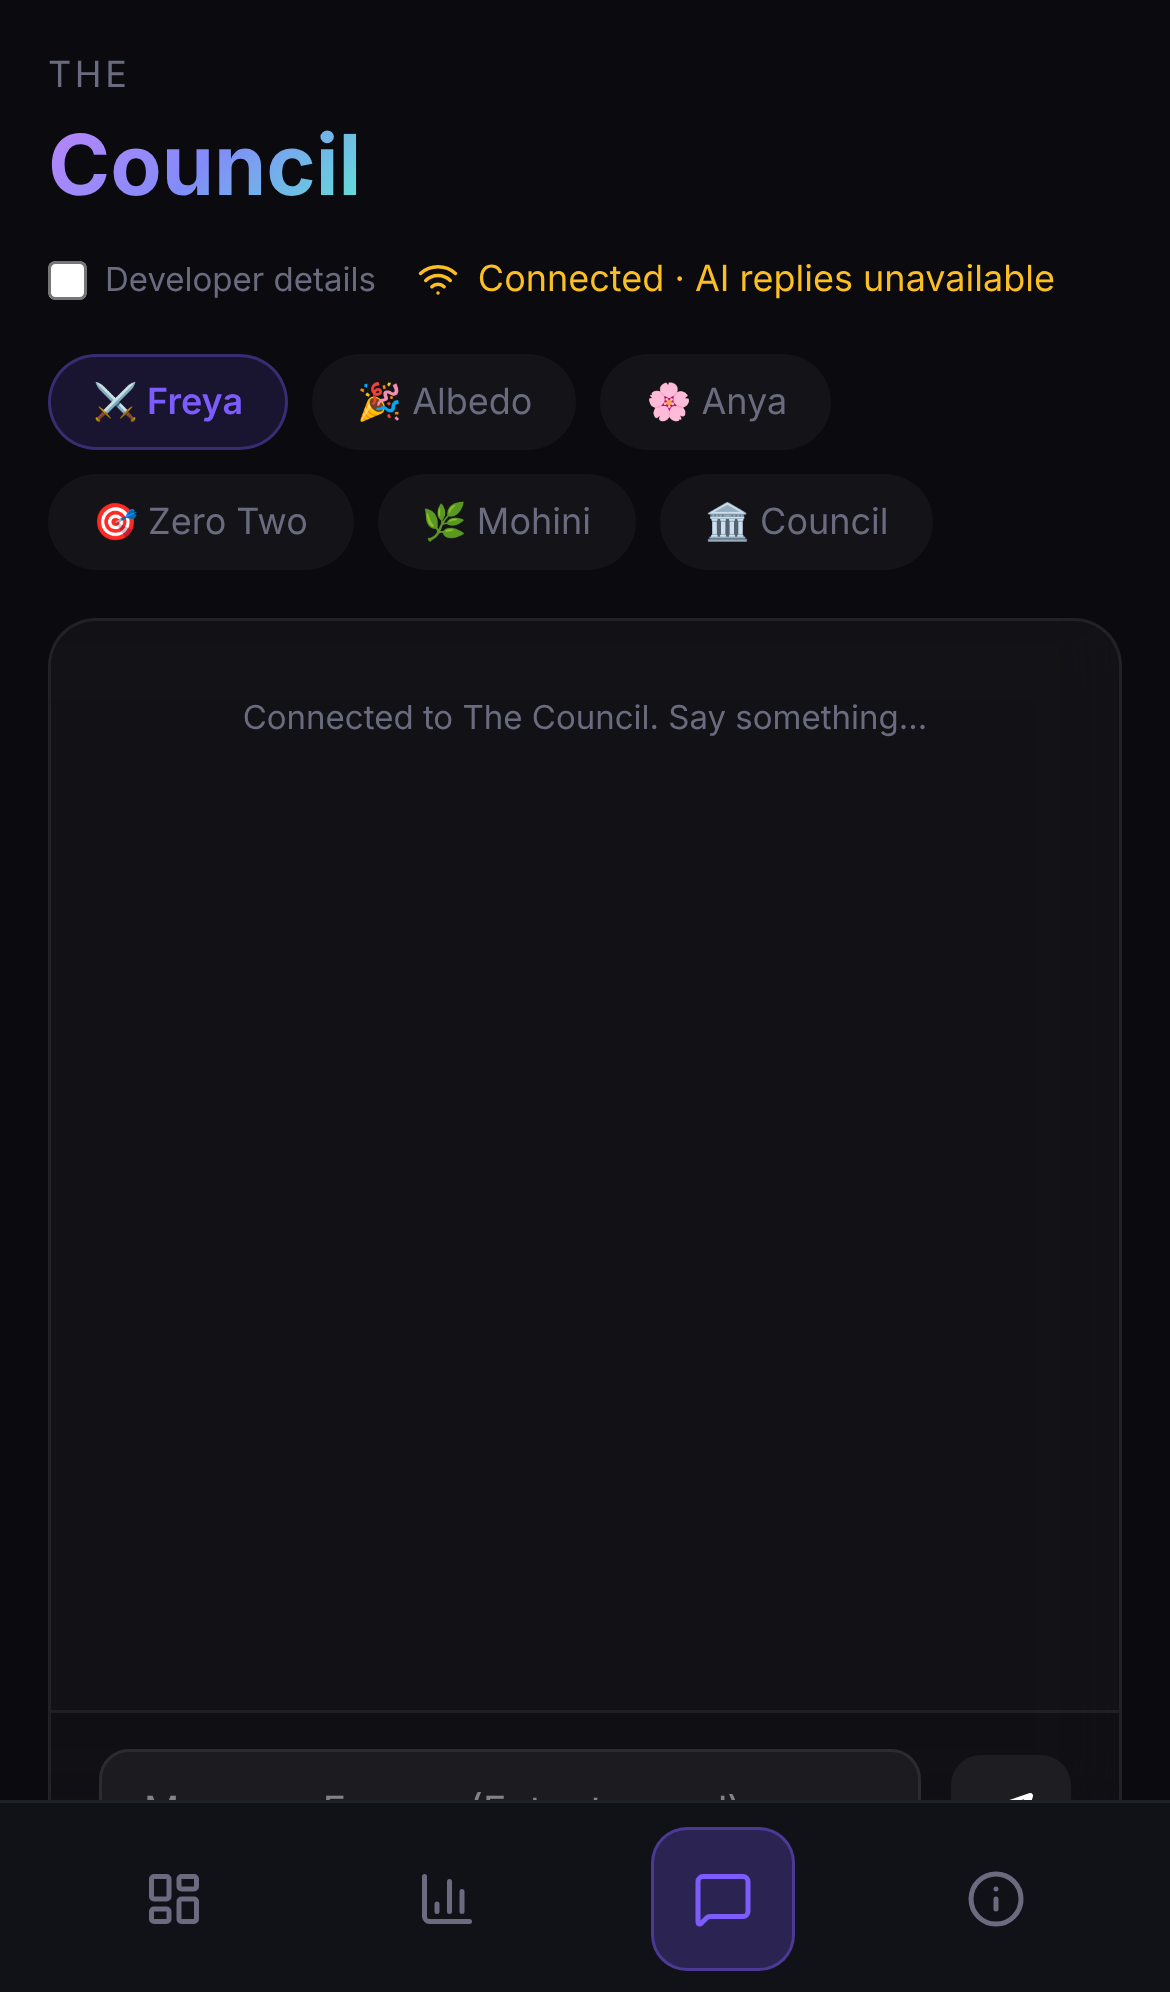 THE
Council
Developer details
Connected · AI replies unavailable
Freya
Albedo
Anya
Zero Two
Mohini
Council
Connected to The Council. Say something...